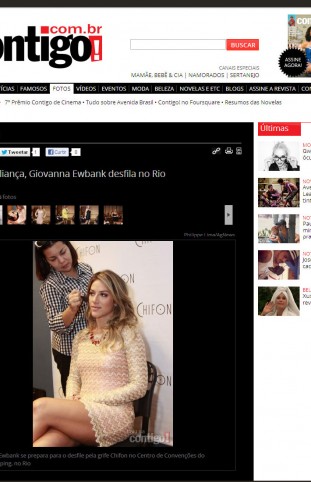 .com.br
contigo!
BUSCAR
ASSINE
AGORA!
CANAIS ESPECIAIS
MAMÃE, BEBÊ & CIA | NAMORADOS | SERTANEJO
FAMOSOS FOTOS VÍDEOS EVENTOS MODA BELEZA NOVELAS E ETC BLOGS ASSINE A REVISTA
7º Prêmio Contigo de Cinema • Tudo sobre Avenida Brasil • Contigo! no Foursquare • Resumos das Novelas
Últimas
Tweetar 1 Curtir 0
liança, Giovanna Ewbank desfila no Rio
fotos
CHIFON
contigo!
Ewbank se prepara para o desfile pela grife Chifon no Centro de Convenções do
ping, no Rio